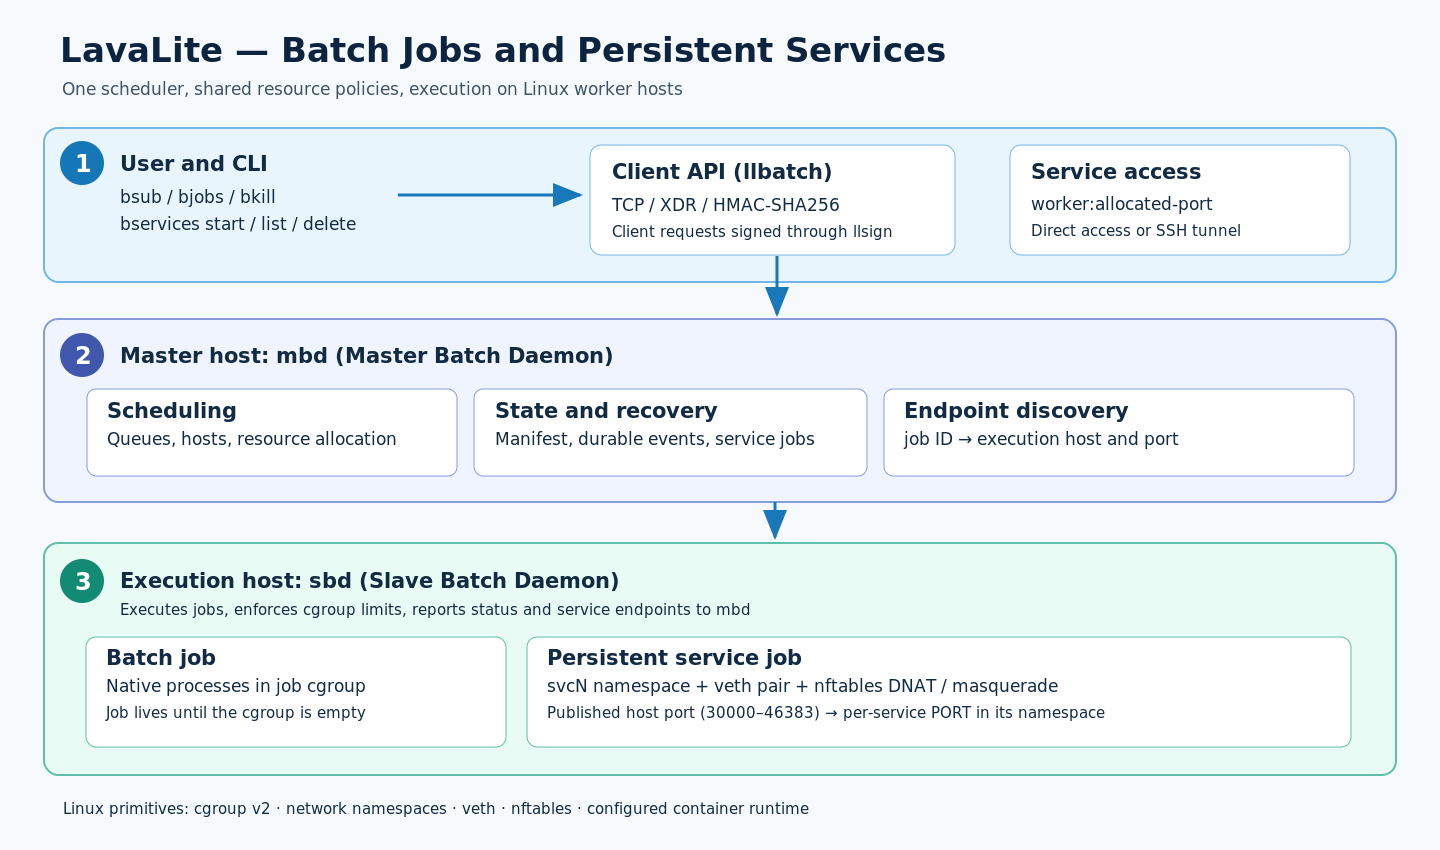 LavaLite — Batch Jobs and Persistent Services
One scheduler, shared resource policies, execution on Linux worker hosts
1
User and CLI
bsub / bjobs / bkill
bservices start / list / delete
Client API (llbatch)
TCP / XDR / HMAC-SHA256
Client requests signed through llsign
Service access
worker:allocated-port
Direct access or SSH tunnel
2
Master host: mbd (Master Batch Daemon)
Scheduling
Queues, hosts, resource allocation
State and recovery
Manifest, durable events, service jobs
Endpoint discovery
job ID → execution host and port
3
Execution host: sbd (Slave Batch Daemon)
Executes jobs, enforces cgroup limits, reports status and service endpoints to mbd
Batch job
Native processes in job cgroup
Job lives until the cgroup is empty
Persistent service job
svcN namespace + veth pair + nftables DNAT / masquerade
Published host port (30000–46383) → per-service PORT in its namespace
Linux primitives: cgroup v2 · network namespaces · veth · nftables · configured container runtime